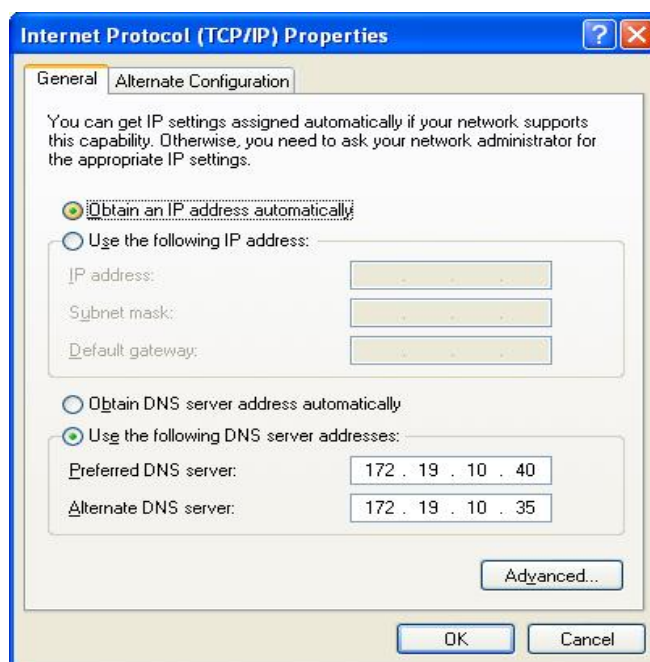 Internet Protocol (TCP/IP) Properties
General
Alternate Configuration
You can get IP settings assigned automatically if your network supports
this capability. Otherwise, you need to ask your network administrator for
the appropriate IP settings.
Obtain an IP address automatically
Use the following IP address:
IP address:
Subnet mask:
Default gateway:
Obtain DNS server address automatically
Use the following DNS server addresses:
Preferred DNS server: 172 . 19 . 10 . 40
Alternate DNS server: 172 . 19 . 10 . 35
Advanced...
OK Cancel